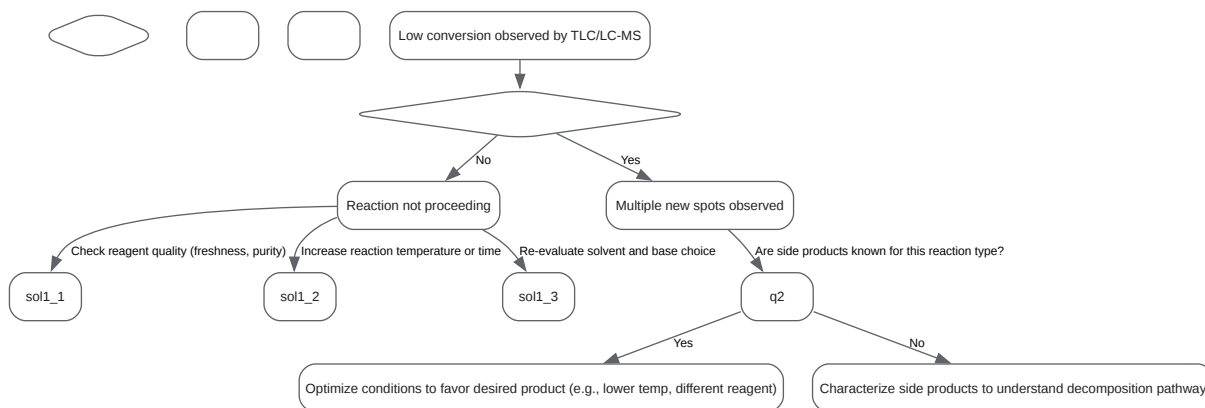 Low conversion observed by TLC/LC-MS
No
Yes
Reaction not proceeding
Multiple new spots observed
Check reagent quality (freshness, purity)
Increase reaction temperature or time
Re-evaluate solvent and base choice
Are side products known for this reaction type?
sol1_1
sol1_2
sol1_3
q2
Yes
No
Optimize conditions to favor desired product (e.g., lower temp, different reagent)
Characterize side products to understand decomposition pathway